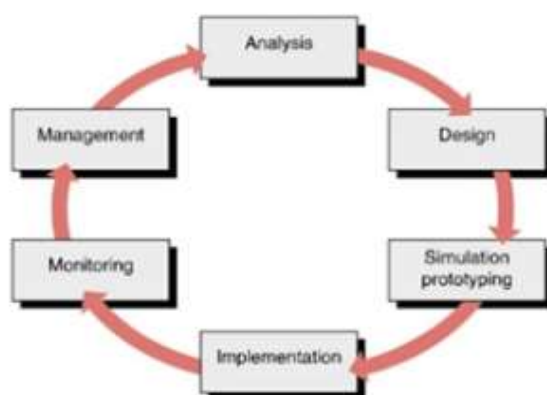 Analysis
Design
Simulation
prototyping
Implementation
Monitoring
Management